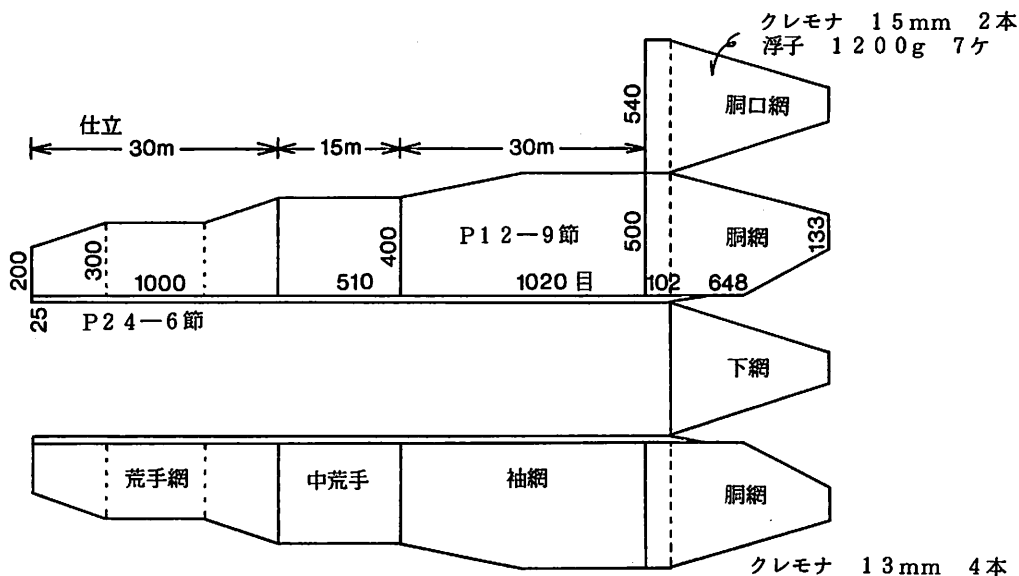 クレモナ 15mm 2本
浮子 1200g 7ケ
胴口網
540
仕立
30m
15m
30m
200
300
400
P12-9節
500
胴網
133
1000
510
1020目
102
648
25
P24-6節
下網
荒手網
中荒手
袖網
胴網
クレモナ 13mm 4本